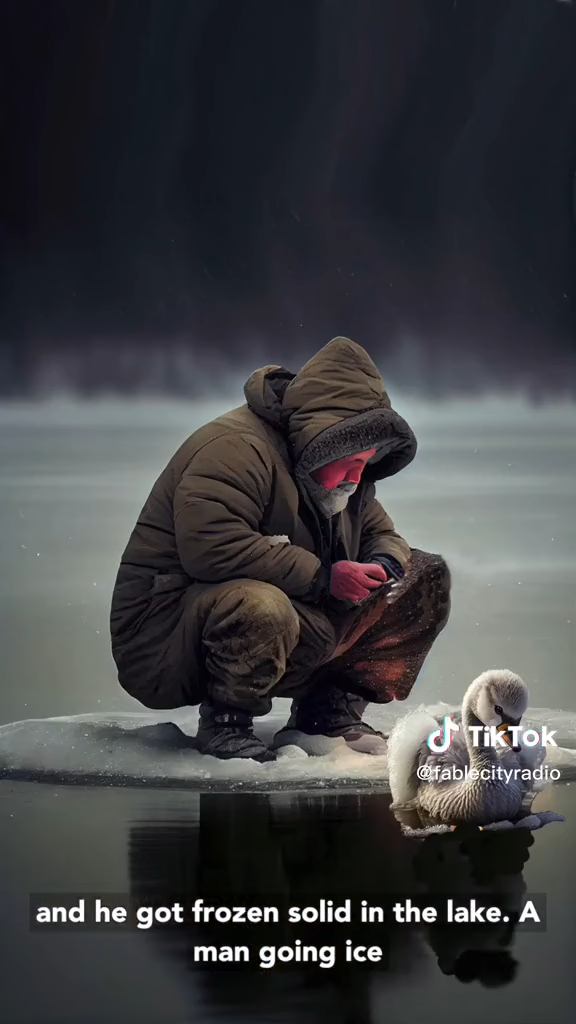 TikTok
@fablecityradio
and he got frozen solid in the lake. A
man going ice